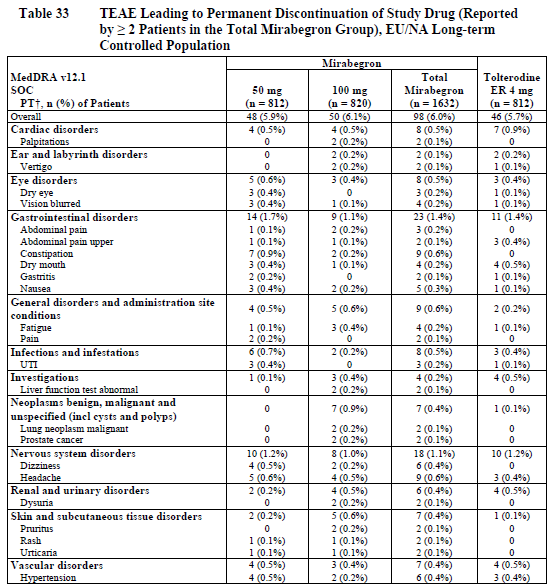 Table 33 TEAE Leading to Permanent Discontinuation of Study Drug (Reported
by ≥ 2 Patients in the Total Mirabegron Group), EU/NA Long-term
Controlled Population
Mirabegron
MedDRA v12.1
SOC
PT†, n (%) of Patients
50 mg
(n = 812)
100 mg
(n = 820)
Total
Mirabegron
(n = 1632)
Tolterodine
ER 4 mg
(n = 812)
Overall 48 (5.9%) 50 (6.1%) 98 (6.0%) 46 (5.7%)
Cardiac disorders 4 (0.5%) 4 (0.5%) 8 (0.5%) 7 (0.9%)
Palpitations 0 2 (0.2%) 2 (0.1%) 0
Ear and labyrinth disorders 0 2 (0.2%) 2 (0.1%) 2 (0.2%)
Vertigo 0 2 (0.2%) 2 (0.1%) 1 (0.1%)
Eye disorders 5 (0.6%) 3 (0.4%) 8 (0.5%) 3 (0.4%)
Dry eye 3 (0.4%) 0 3 (0.2%) 1 (0.1%)
Vision blurred 3 (0.4%) 1 (0.1%) 4 (0.2%) 1 (0.1%)
Gastrointestinal disorders 14 (1.7%) 9 (1.1%) 23 (1.4%) 11 (1.4%)
Abdominal pain 1 (0.1%) 2 (0.2%) 3 (0.2%) 0
Abdominal pain upper 1 (0.1%) 1 (0.1%) 2 (0.1%) 3 (0.4%)
Constipation 7 (0.9%) 2 (0.2%) 9 (0.6%) 0
Dry mouth 3 (0.4%) 1 (0.1%) 4 (0.2%) 4 (0.5%)
Gastritis 2 (0.2%) 0 2 (0.1%) 1 (0.1%)
Nausea 3 (0.4%) 2 (0.2%) 5 (0.3%) 1 (0.1%)
General disorders and administration site
conditions 4 (0.5%) 5 (0.6%) 9 (0.6%) 2 (0.2%)
Fatigue 1 (0.1%) 3 (0.4%) 4 (0.2%) 1 (0.1%)
Pain 2 (0.2%) 0 2 (0.1%) 0
Infections and infestations 6 (0.7%) 2 (0.2%) 8 (0.5%) 3 (0.4%)
UTI 3 (0.4%) 0 3 (0.2%) 1 (0.1%)
Investigations 1 (0.1%) 3 (0.4%) 4 (0.2%) 4 (0.5%)
Liver function test abnormal 0 2 (0.2%) 2 (0.1%) 0
Neoplasms benign, malignant and
unspecified (incl cysts and polyps) 0 7 (0.9%) 7 (0.4%) 1 (0.1%)
Lung neoplasm malignant 0 2 (0.2%) 2 (0.1%) 0
Prostate cancer 0 2 (0.2%) 2 (0.1%) 0
Nervous system disorders 10 (1.2%) 8 (1.0%) 18 (1.1%) 10 (1.2%)
Dizziness 4 (0.5%) 2 (0.2%) 6 (0.4%) 0
Headache 5 (0.6%) 4 (0.5%) 9 (0.6%) 3 (0.4%)
Renal and urinary disorders 2 (0.2%) 4 (0.5%) 6 (0.4%) 4 (0.5%)
Dysuria 0 2 (0.2%) 2 (0.1%) 0
Skin and subcutaneous tissue disorders 2 (0.2%) 5 (0.6%) 7 (0.4%) 1 (0.1%)
Pruritus 0 2 (0.2%) 2 (0.1%) 0
Rash 1 (0.1%) 1 (0.1%) 2 (0.1%) 0
Urticaria 1 (0.1%) 1 (0.1%) 2 (0.1%) 0
Vascular disorders 4 (0.5%) 3 (0.4%) 7 (0.4%) 4 (0.5%)
Hypertension 4 (0.5%) 2 (0.2%) 6 (0.4%) 3 (0.4%)